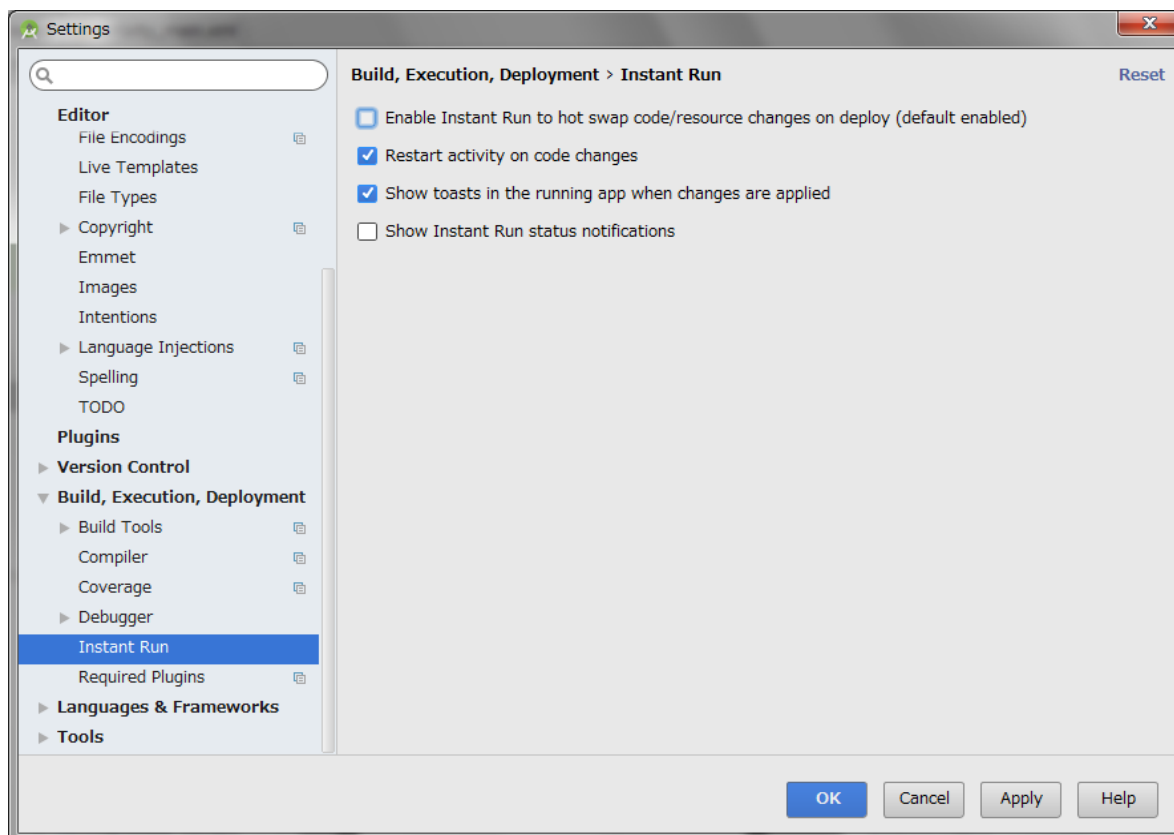 Settings
Build, Execution, Deployment > Instant Run
Reset
Editor
File Encodings
Live Templates
File Types
Copyright
Emmet
Images
Intentions
Language Injections
Spelling
TODO
Plugins
Version Control
Build, Execution, Deployment
Build Tools
Compiler
Coverage
Debugger
Instant Run
Required Plugins
Languages & Frameworks
Tools
Enable Instant Run to hot swap code/resource changes on deploy (default enabled)
Restart activity on code changes
Show toasts in the running app when changes are applied
Show Instant Run status notifications
OK
Cancel
Apply
Help